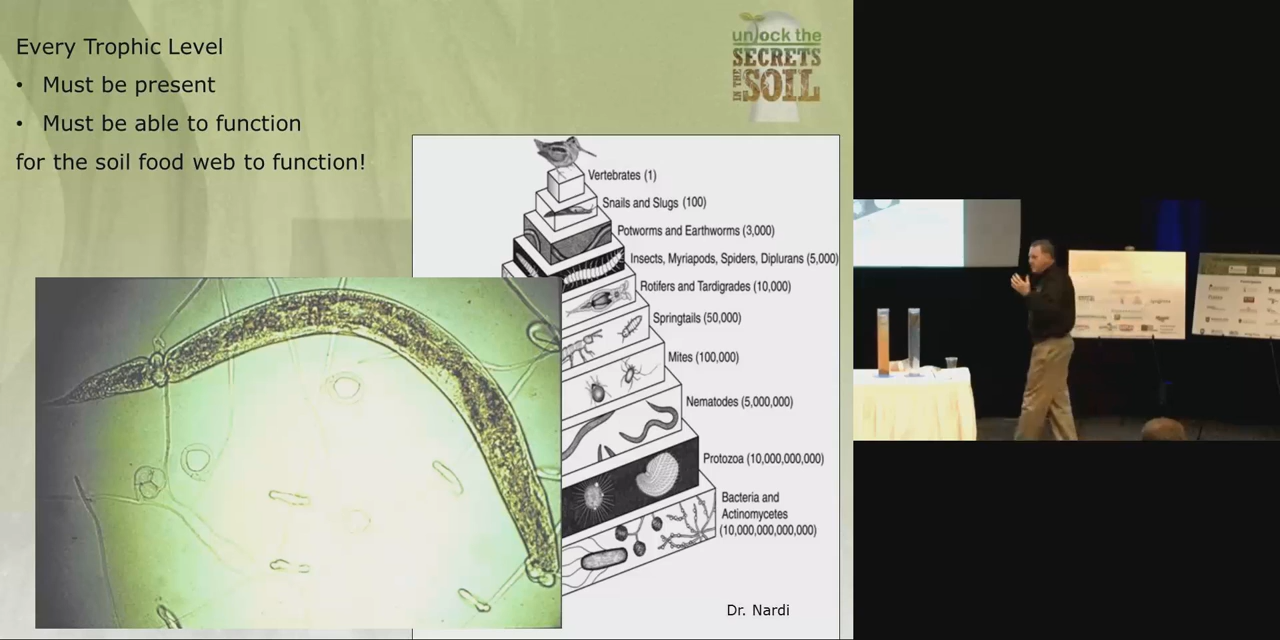 Every Trophic Level
• Must be present
• Must be able to function
for the soil food web to function!
unlock the
SECRETS
IN THE
SOIL
Vertebrates (1)
Snails and Slugs (100)
Potworms and Earthworms (3,000)
Insects, Myriapods, Spiders, Diplurans (5,000)
Rotifers and Tardigrades (10,000)
Springtails (50,000)
Mites (100,000)
Nematodes (5,000,000)
Protozoa (10,000,000,000)
Bacteria and
Actinomycetes
(10,000,000,000,000)
Dr. Nardi